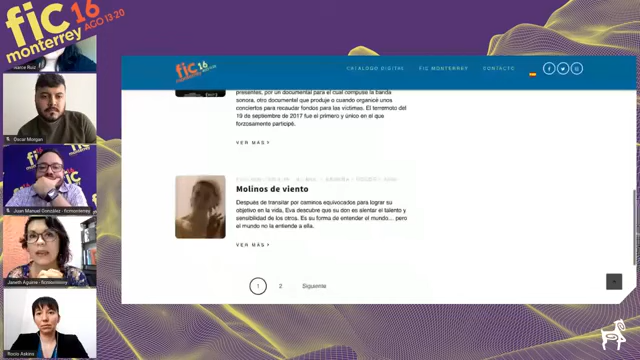 fic 16
monterrey
AGO 13·20
Oscar Morgan
Juan Manuel González - ficmonterrey
Janeth Aguirre - ficmonterrey
Rocío Askins
fic 16
CATÁLOGO DIGITAL
FIC MONTERREY
CONTACTO
presentes, por un documental para el cual compuse la banda
sonora, otro documental que produje o cuando organicé unos
conciertos para recaudar fondos para las víctimas. El terremoto del
19 de septiembre de 2017 fue el primero y único en el que
forzosamente participé.
VER MÁS
Molinos de viento
Después de transitar por caminos equivocados para lograr su
objetivo en la vida, Eva descubre que su don es alentar el talento y
sensibilidad de los otros. Es su forma de entender el mundo... pero
el mundo no la entiende a ella.
VER MÁS
1
2
Siguiente